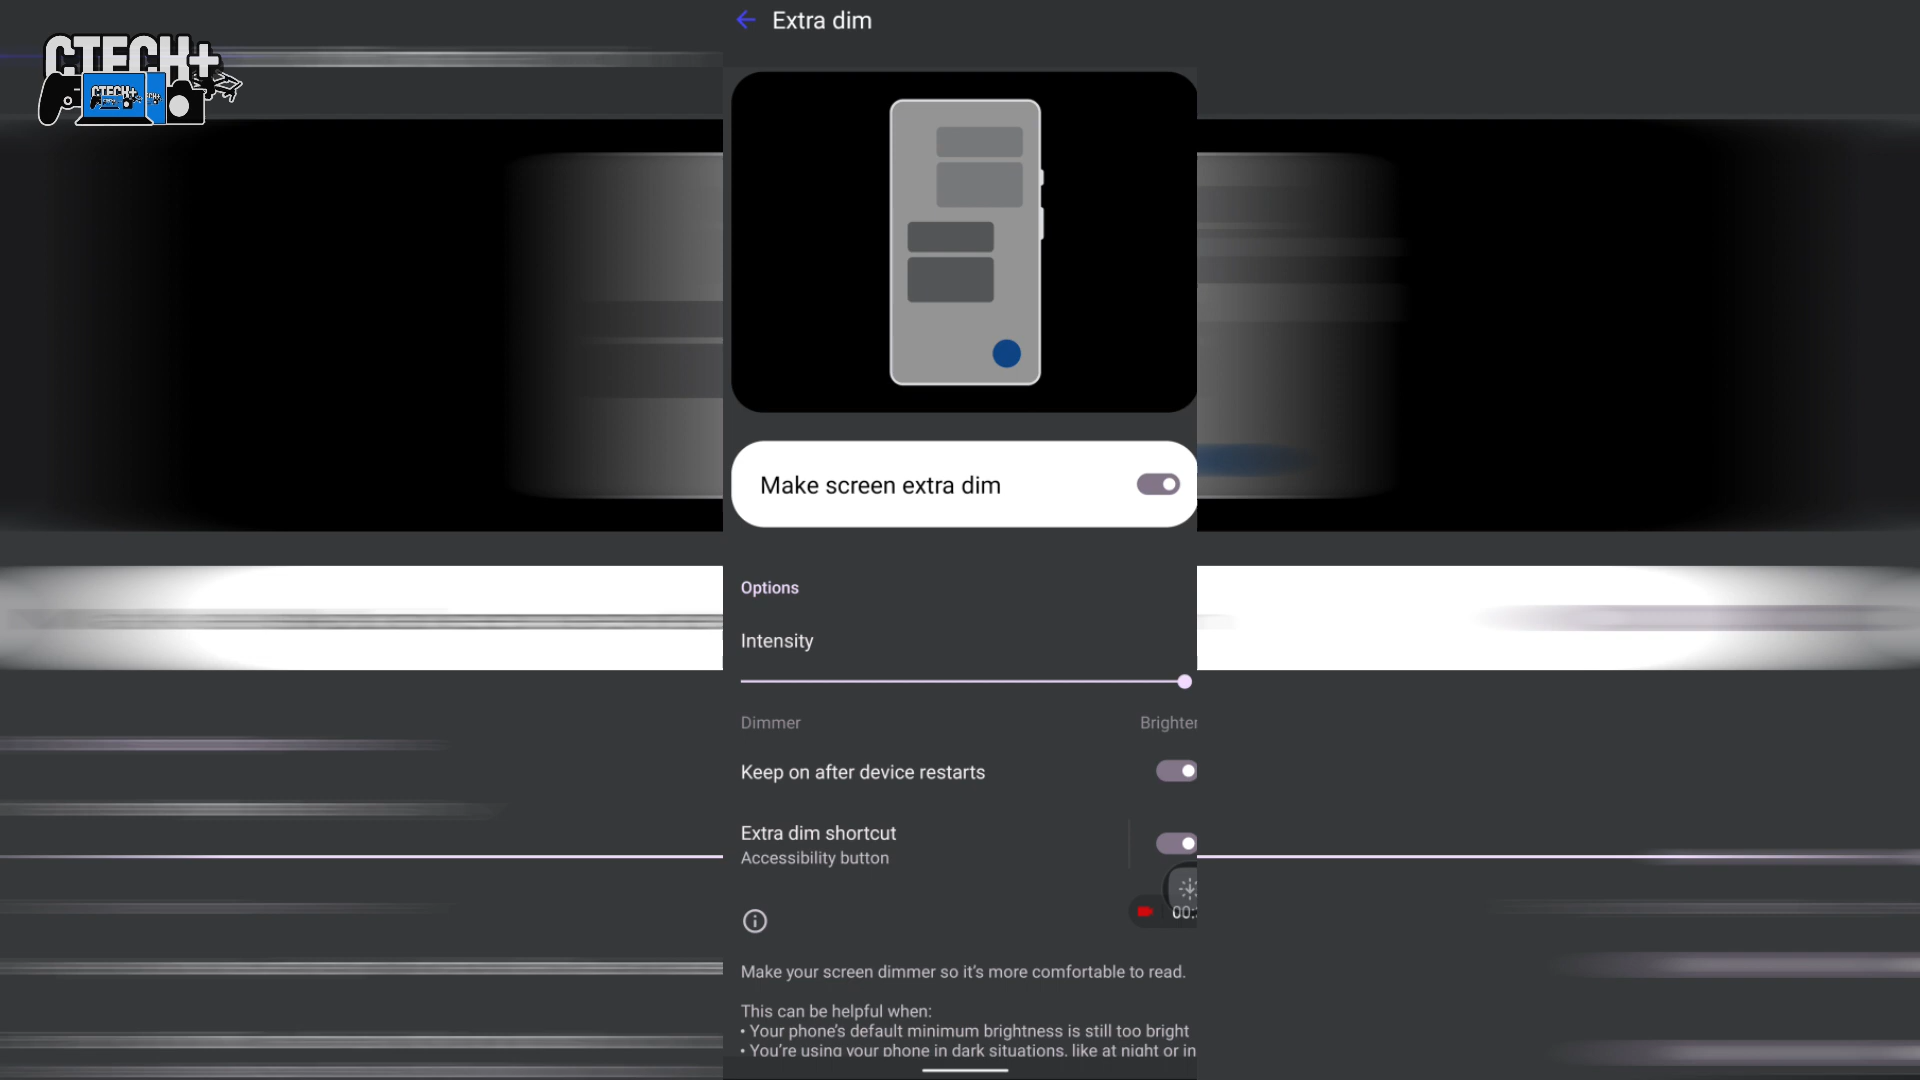 CTECH+
CTECH+
Extra dim
Make screen extra dim
Options
Intensity
Dimmer
Brighter
Keep on after device restarts
Extra dim shortcut
Accessibility button
00:
Make your screen dimmer so it's more comfortable to read.
This can be helpful when:
• Your phone's default minimum brightness is still too bright
• You're using your phone in dark situations, like at night or in